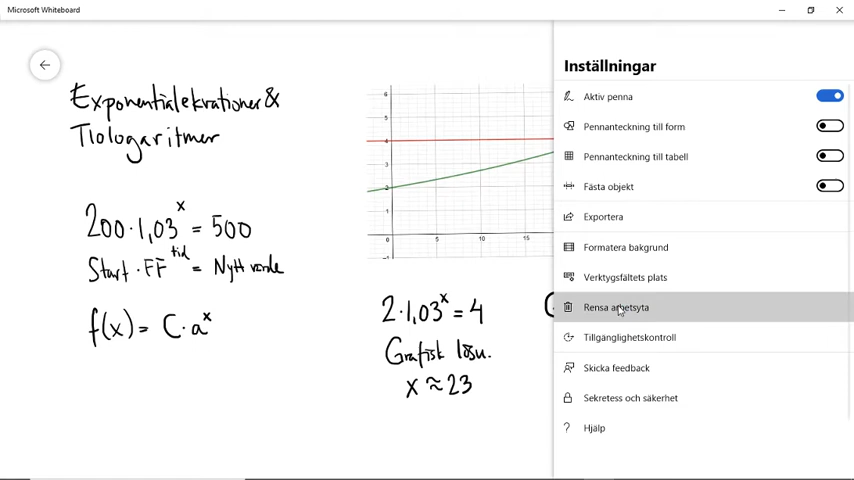 Microsoft Whiteboard
Exponentialekvationer &
Tiologaritmer
200·1,03^x = 500
Start·FF^tid = Nytt värde
f(x) = C·a^x
6
5
4
3
2
1
0
-1
5
10
15
2·1,03^x = 4
Grafisk lösn.
x ≈ 23
Inställningar
Aktiv penna
Pennanteckning till form
Pennanteckning till tabell
Fästa objekt
Exportera
Formatera bakgrund
Verktygsfältets plats
Rensa arbetsyta
Tillgänglighetskontroll
Skicka feedback
Sekretess och säkerhet
Hjälp